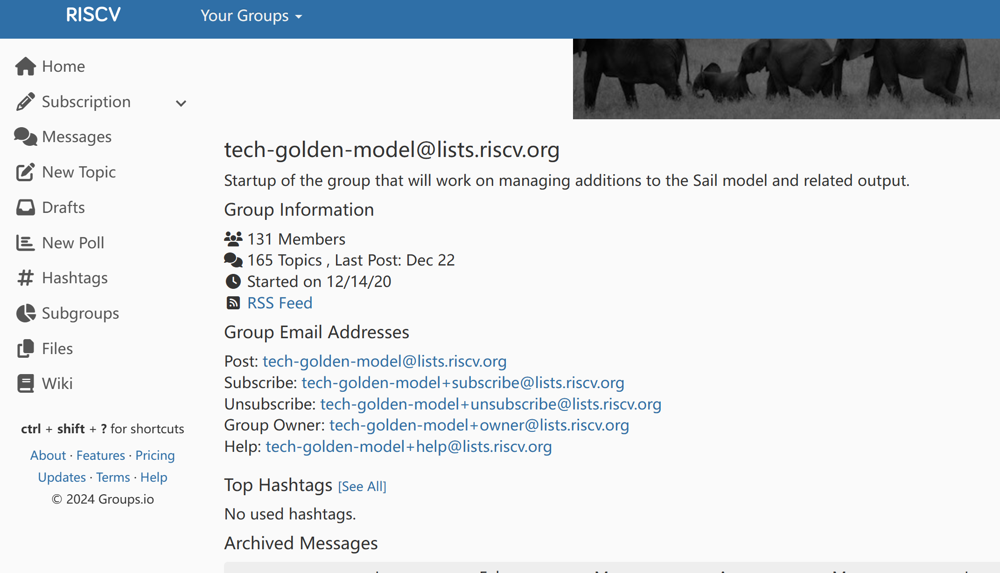 RISCV
Your Groups
Home
Subscription
Messages
New Topic
Drafts
New Poll
Hashtags
Subgroups
Files
Wiki
ctrl + shift + ? for shortcuts
About · Features · Pricing
Updates · Terms · Help
© 2024 Groups.io
tech-golden-model@lists.riscv.org
Startup of the group that will work on managing additions to the Sail model and related output.
Group Information
131 Members
165 Topics , Last Post: Dec 22
Started on 12/14/20
RSS Feed
Group Email Addresses
Post: tech-golden-model@lists.riscv.org
Subscribe: tech-golden-model+subscribe@lists.riscv.org
Unsubscribe: tech-golden-model+unsubscribe@lists.riscv.org
Group Owner: tech-golden-model+owner@lists.riscv.org
Help: tech-golden-model+help@lists.riscv.org
Top Hashtags [See All]
No used hashtags.
Archived Messages